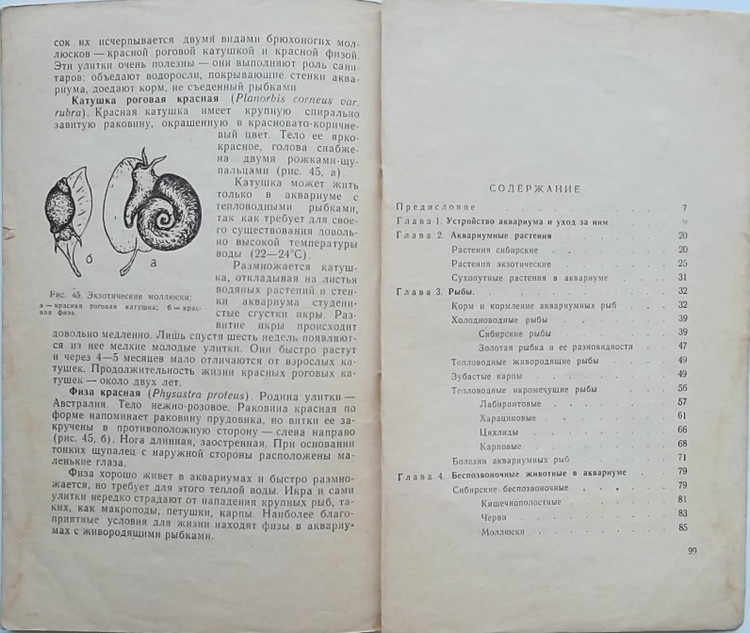 сок их исчерпывается двумя видами брюхоногих мол-
люсков — красной роговой катушкой и красной физой.
Эти улитки очень полезны — они выполняют роль сани-
таров: объедают водоросли, покрывающие стенки аква-
риума, доедают корм, не съеденный рыбками
Катушка роговая красная (Planorbis corneus var.
rubra). Красная катушка имеет крупную спирально
завитую раковину, окрашенную в красновато-коричне-
вый цвет. Тело ее ярко-
красное, голова снабже-
на двумя рожками-щу-
пальцами (рис. 45, а).
Катушка может жить
только в аквариуме с
тепловодными рыбками,
так как требует для свое-
го существования доволь-
но высокой температуры
воды (22—24°С).
Размножается катуш-
ка, откладывая на листья
водяных растений и стен-
ки аквариума студени-
стые сгустки икры. Раз-
витие икры происходит
б
а
Рис. 45. Экзотические моллюски:
а — красная роговая катушка; б — крас-
ная физа.
довольно медленно. Лишь спустя шесть недель появляют-
ся из нее мелкие молодые улитки. Они быстро растут
и через 4—5 месяцев мало отличаются от взрослых ка-
тушек. Продолжительность жизни красных роговых ка-
тушек — около двух лет.
Физа красная (Physastra proteus). Родина улитки —
Австралия. Тело нежно-розовое. Раковина красная по
форме напоминает раковину прудовика, но витки ее за-
кручены в противоположную сторону — слева направо
(рис. 45, б). Нога длинная, заостренная. При основании
тонких щупалец с наружной стороны расположены ма-
ленькие глаза.
Физа хорошо живет в аквариумах и быстро размно-
жается, но требует для этого теплой воды. Икра и сами
улитки нередко страдают от нападения крупных рыб, та-
ких, как макроподы, петушки, карпы. Наиболее благо-
приятные условия для жизни находят физы в аквариу-
мах с живородящими рыбками.
СОДЕРЖАНИЕ
Предисловие 7
Глава 1. Устройство аквариума и уход за ним 9
Глава 2. Аквариумные растения 20
Растения сибирские 20
Растения экзотические 25
Сухопутные растения в аквариуме 31
Глава 3. Рыбы. 32
Корм и кормление аквариумных рыб 32
Холодноводные рыбы 39
Сибирские рыбы 39
Золотая рыбка и ее разновидности 47
Тепловодные живородящие рыбы 49
Зубастые карпы 49
Тепловодные икромечущие рыбы 56
Лабиринтовые 57
Харациновые 61
Цихлиды 66
Карповые 68
Болезни аквариумных рыб 71
Глава 4. Беспозвоночные животные в аквариуме 79
Сибирские беспозвоночные 79
Кишечнополостные 81
Черви 83
Моллюски 85
99